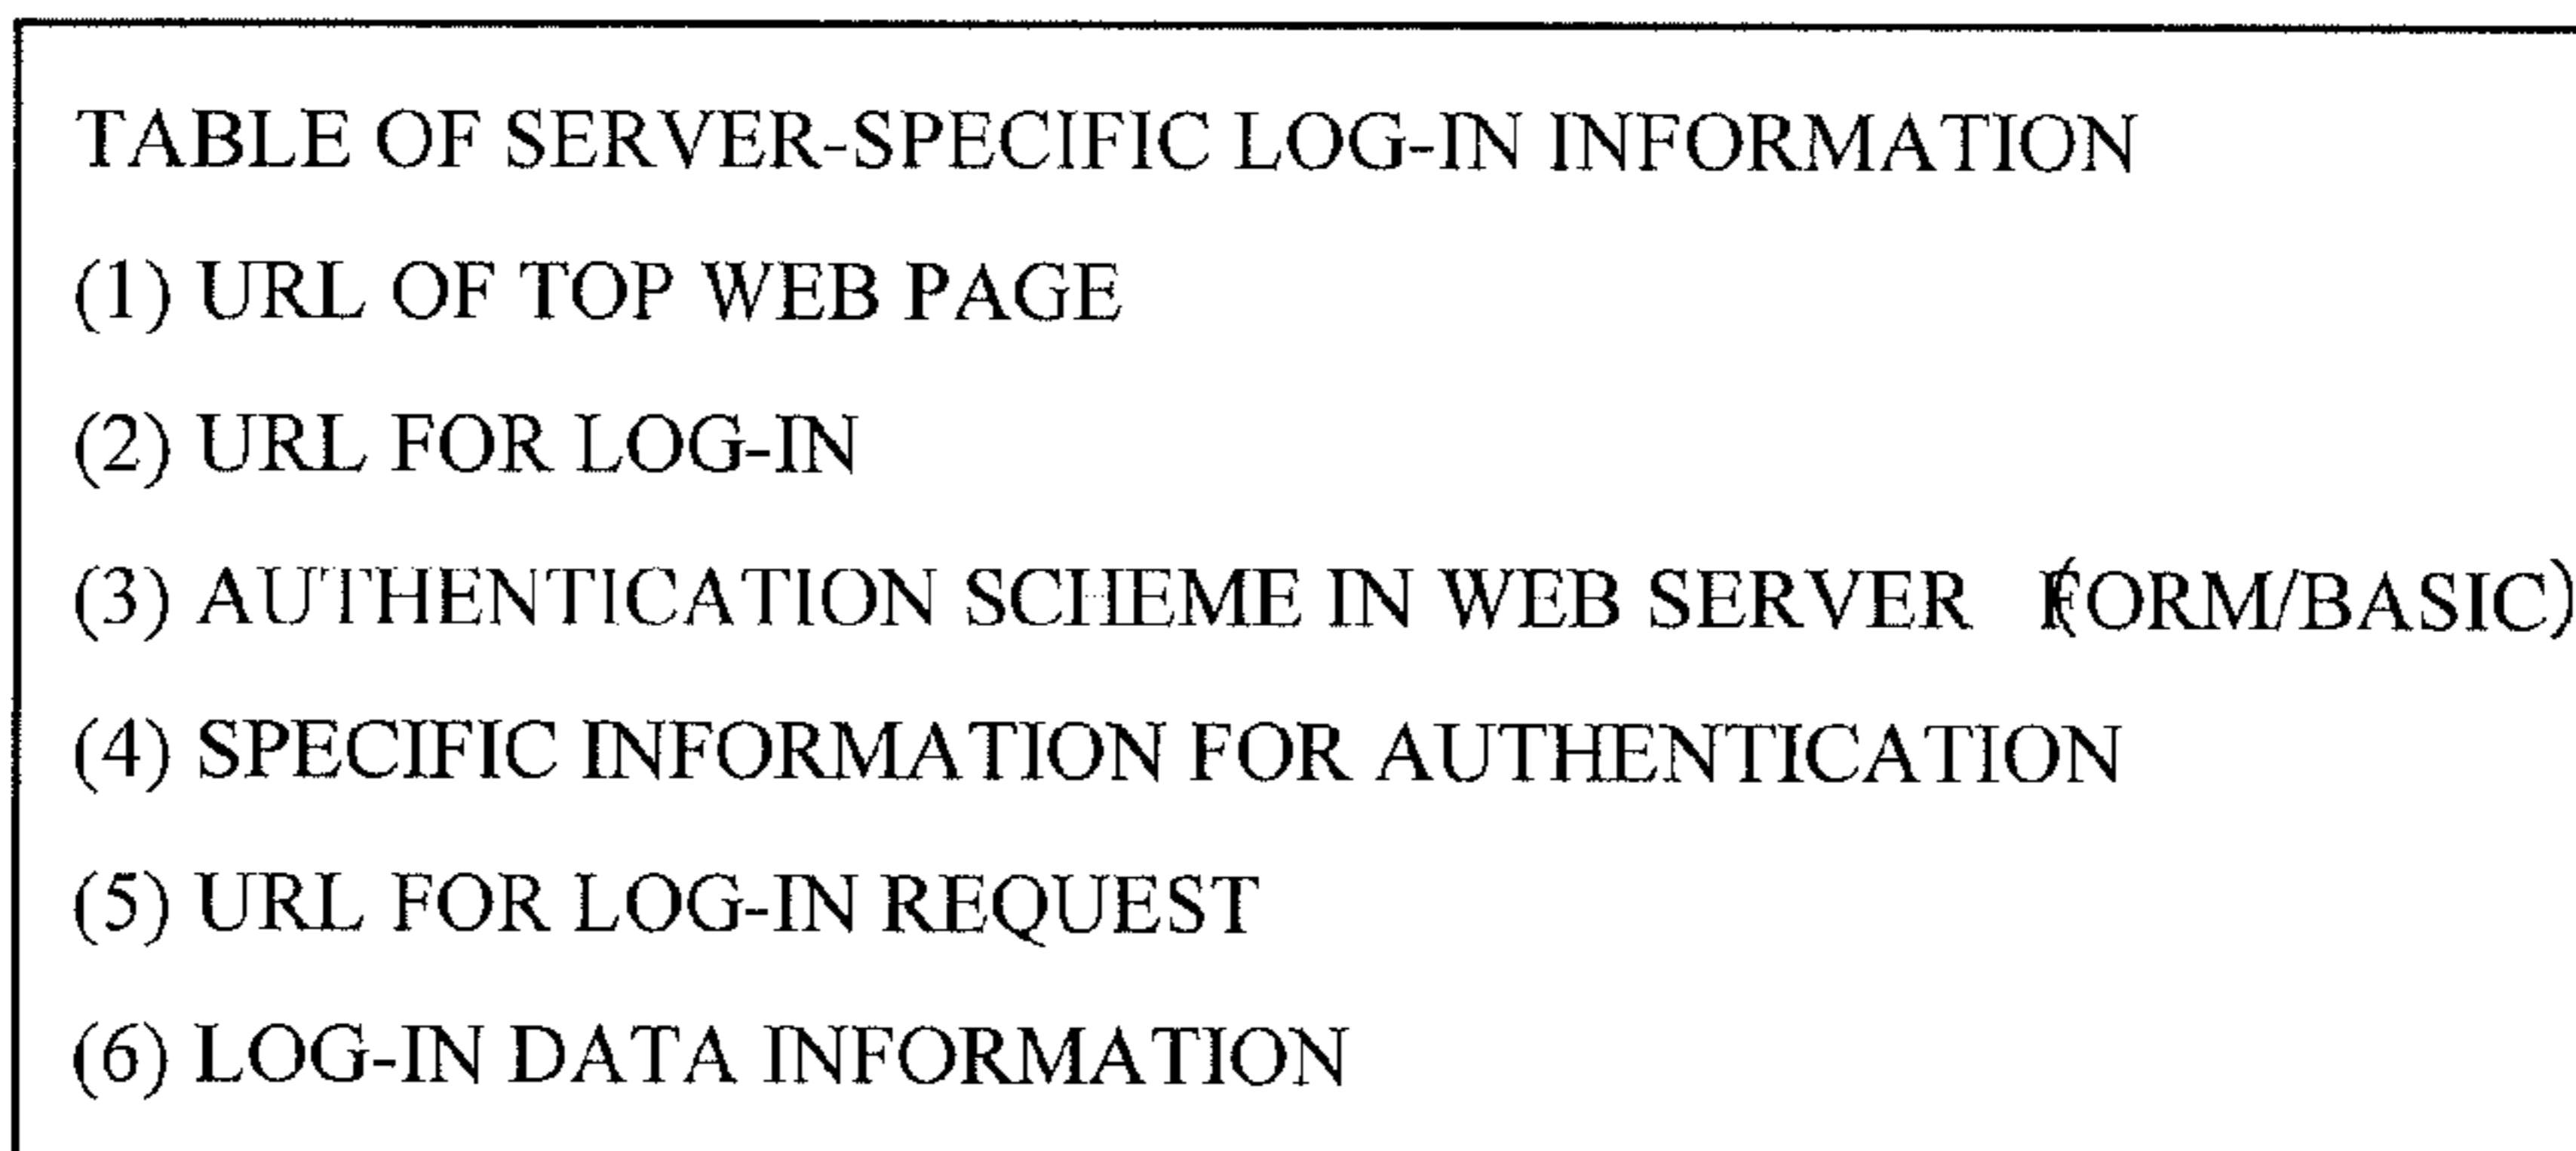 TABLE OF SERVER-SPECIFIC LOG-IN INFORMATION
(1) URL OF TOP WEB PAGE
(2) URL FOR LOG-IN
(3) AUTHENTICATION SCHEME IN WEB SERVER (FORM/BASIC)
(4) SPECIFIC INFORMATION FOR AUTHENTICATION
(5) URL FOR LOG-IN REQUEST
(6) LOG-IN DATA INFORMATION